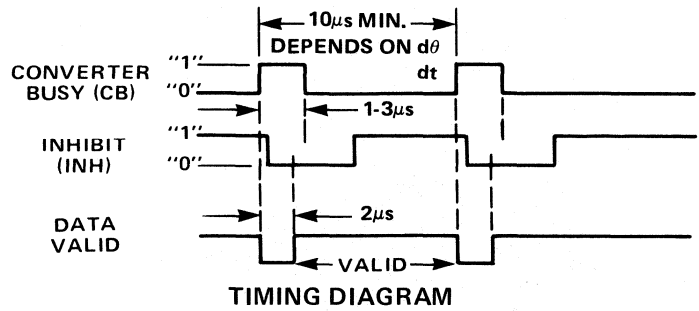 10μs MIN.
DEPENDS ON dθ
dt
CONVERTER
BUSY (CB)
"1"
"0"
1-3μs
INHIBIT
(INH)
"1"
"0"
2μs
DATA
VALID
VALID
TIMING DIAGRAM